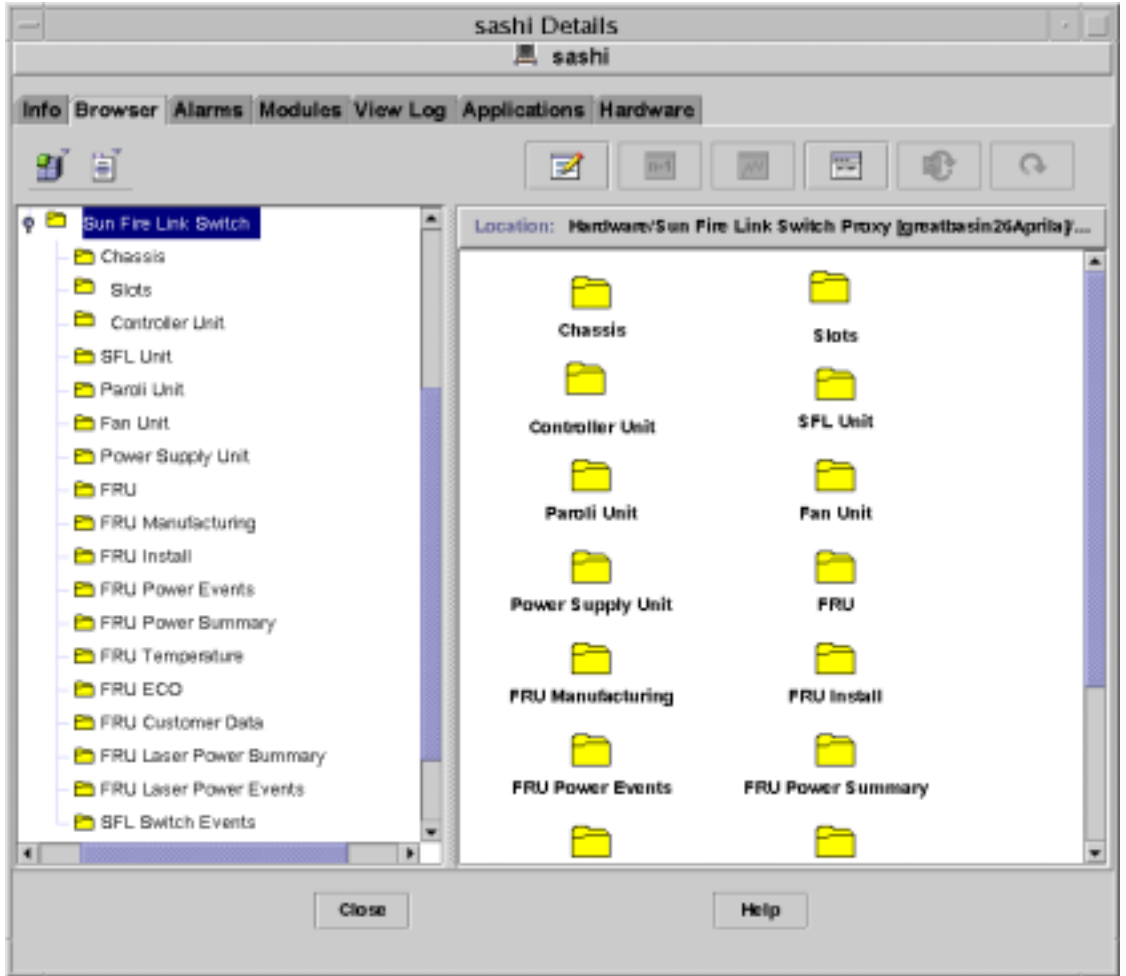 sashi Details
sashi
Info Browser Alarms Modules View Log Applications Hardware
n=1
Sun Fire Link Switch
Chassis
Slots
Controller Unit
SFL Unit
Paroli Unit
Fan Unit
Power Supply Unit
FRU
FRU Manufacturing
FRU Install
FRU Power Events
FRU Power Summary
FRU Temperature
FRU ECO
FRU Customer Data
FRU Laser Power Summary
FRU Laser Power Events
SFL Switch Events
Location: Hardware/Sun Fire Link Switch Proxy [greatbasin26Aprila]/...
Chassis Slots
Controller Unit SFL Unit
Paroli Unit Fan Unit
Power Supply Unit FRU
FRU Manufacturing FRU Install
FRU Power Events FRU Power Summary
Close Help